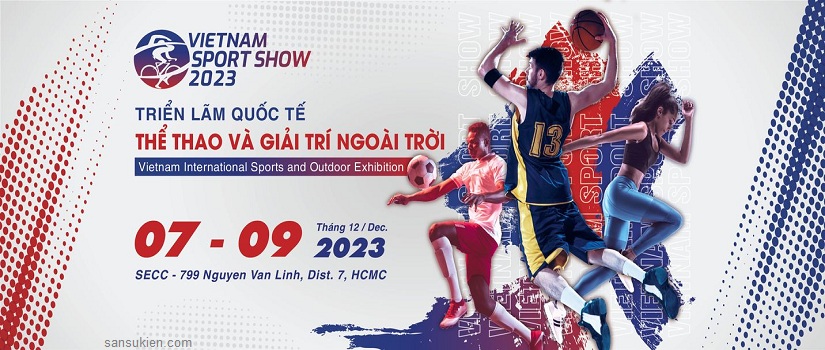 VIETNAM
SPORT SHOW
2023
TRIỂN LÃM QUỐC TẾ
THỂ THAO VÀ GIẢI TRÍ NGOÀI TRỜI
Vietnam International Sports and Outdoor Exhibition
07 - 09
Tháng 12 / Dec.
2023
SECC - 799 Nguyen Van Linh, Dist. 7, HCMC
13
sansukien.com